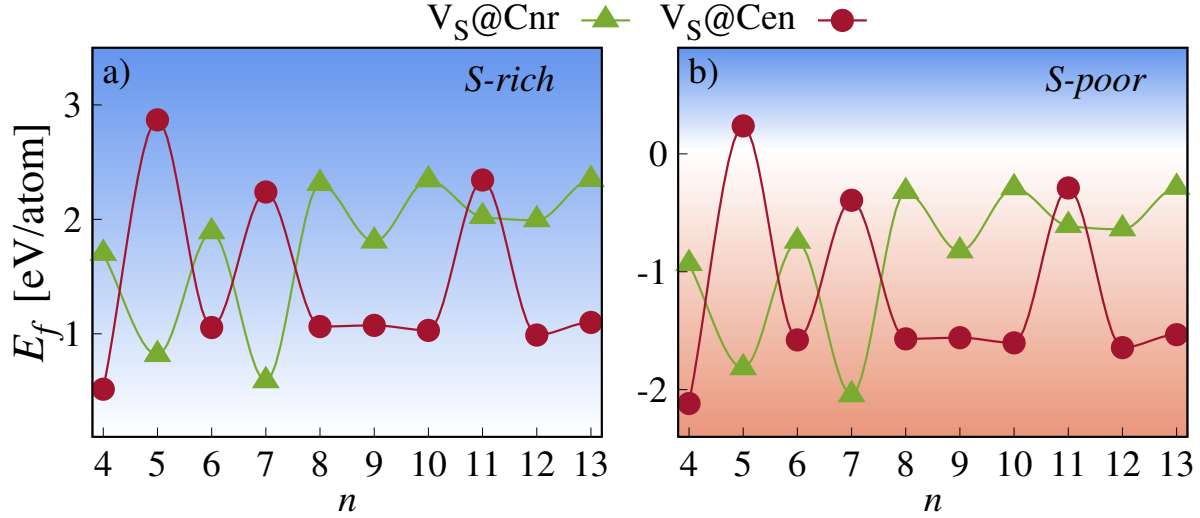 V_S@Cnr V_S@Cen
a) S-rich
b) S-poor
E_f [eV/atom]
3
2
1
0
-1
-2
4 5 6 7 8 9 10 11 12 13
4 5 6 7 8 9 10 11 12 13
n
n